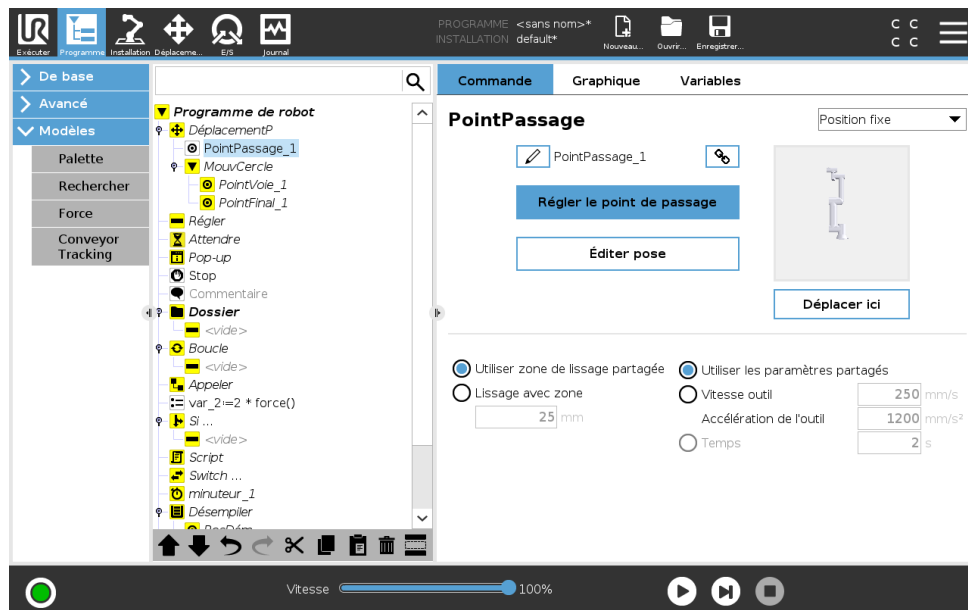 UR
PROGRAMME <sans nom>*
INSTALLATION default*
C C
C C
Exécuter Programme Installation Déplaceme... E/S Journal Nouveau... Ouvrir... Enregistrer...
De base
Avancé
Modèles
Palette
Rechercher
Force
Conveyor
Tracking
Programme de robot
DéplacementP
PointPassage_1
MouvCercle
PointVoie_1
PointFinal_1
Régler
Attendre
Pop-up
Stop
Commentaire
Dossier
<vide>
Boucle
<vide>
Appeler
var_2:=2 * force()
Si ...
<vide>
Script
Switch ...
minuteur_1
Désempiler
Commande Graphique Variables
PointPassage
Position fixe
PointPassage_1
Régler le point de passage
Éditer pose
Déplacer ici
Utiliser zone de lissage partagée
Lissage avec zone
25 mm
Utiliser les paramètres partagés
Vitesse outil 250 mm/s
Accélération de l'outil 1200 mm/s²
Temps 2 s
Vitesse 100%